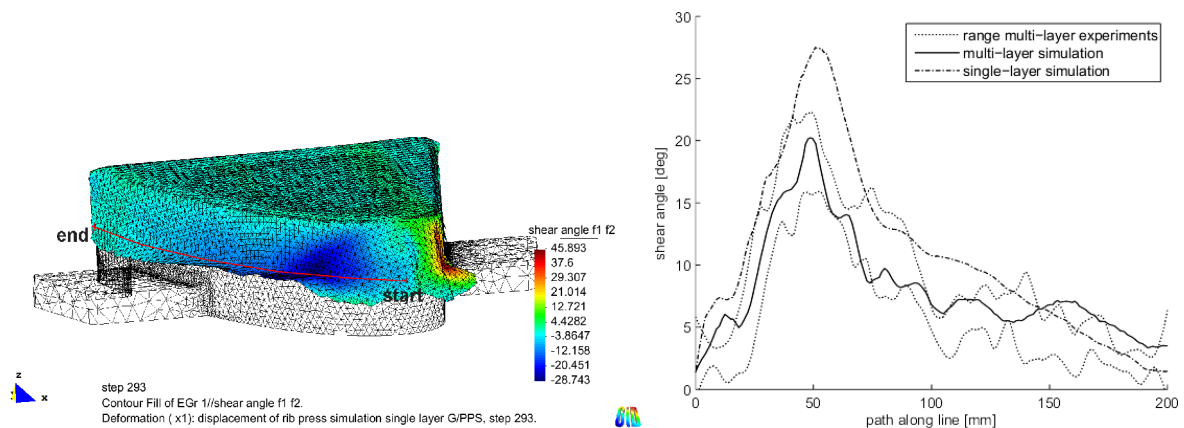 end
start
shear angle f1 f2
45.893
37.6
29.307
21.014
12.721
4.4282
-3.8647
-12.158
-20.451
-28.743
z
x
step 293
Contour Fill of EGr 1//shear angle f1 f2.
Deformation ( x1): displacement of rib press simulation single layer G/PPS, step 293.
GiD
30
25
20
15
10
5
0
shear angle [deg]
range multi-layer experiments
multi-layer simulation
single-layer simulation
0
50
100
150
200
path along line [mm]